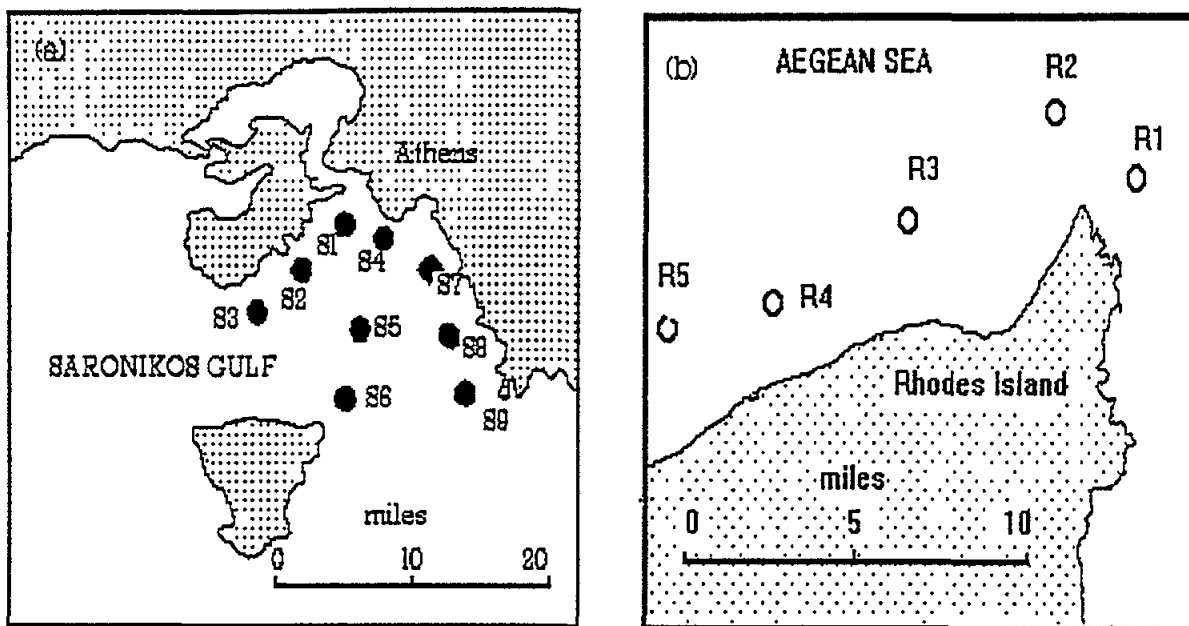 (a)
Athens
S1
S4
S2
S7
S3
S5
S8
SARONIKOS GULF
S6
S9
miles
0 10 20
(b)
AEGEAN SEA
R2
R1
R3
R5
R4
Rhodes Island
miles
0 5 10